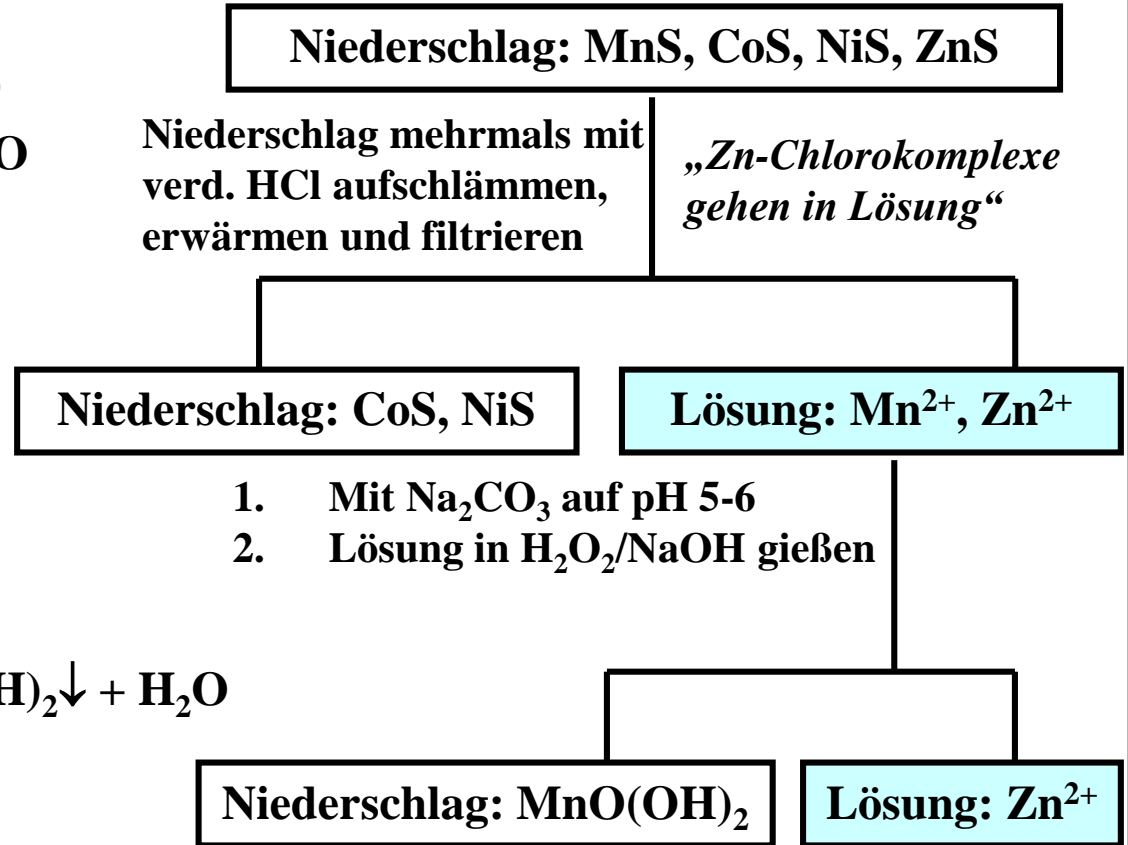 Niederschlag: MnS, CoS, NiS, ZnS
O
Niederschlag mehrmals mit
verd. HCl aufschlämmen,
erwärmen und filtrieren
„Zn-Chlorokomplexe
gehen in Lösung“
Niederschlag: CoS, NiS
Lösung: Mn²⁺, Zn²⁺
1. Mit Na₂CO₃ auf pH 5-6
2. Lösung in H₂O₂/NaOH gießen
H)₂↓ + H₂O
Niederschlag: MnO(OH)₂
Lösung: Zn²⁺